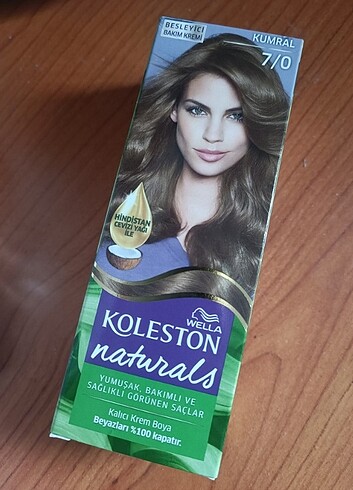 BESLEYİCİ
BAKIM KREMİ
KUMRAL
7/0
HİNDİSTAN
CEVİZİ YAĞI
İLE
WELLA
KOLESTON
naturals
YUMUŞAK, BAKIMLI VE
SAĞLIKLI GÖRÜNEN SAÇLAR
Kalıcı Krem Boya
Beyazları %100 kapatır.